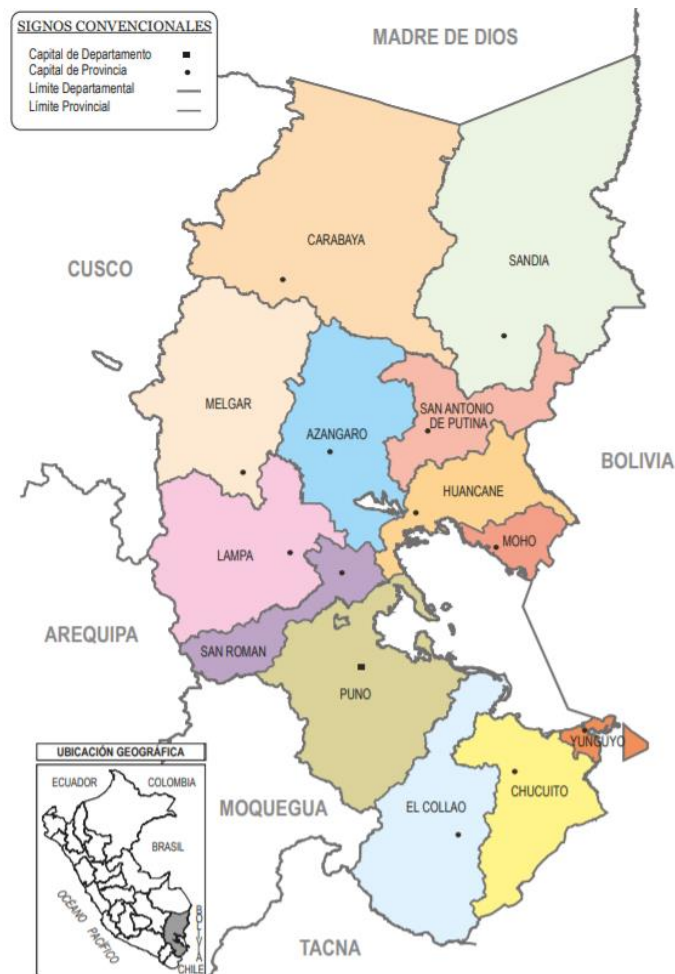 SIGNOS CONVENCIONALES
Capital de Departamento
Capital de Provincia
Límite Departamental
Límite Provincial
MADRE DE DIOS
CARABAYA
SANDIA
CUSCO
MELGAR
SAN ANTONIO
DE PUTINA
AZANGARO
BOLIVIA
HUANCANE
MOHO
LAMPA
AREQUIPA
SAN ROMAN
PUNO
YUNGUYO
CHUCUITO
EL COLLAO
MOQUEGUA
TACNA
UBICACIÓN GEOGRÁFICA
ECUADOR
COLOMBIA
BRASIL
OCÉANO PACÍFICO
BOLIVIA
CHILE